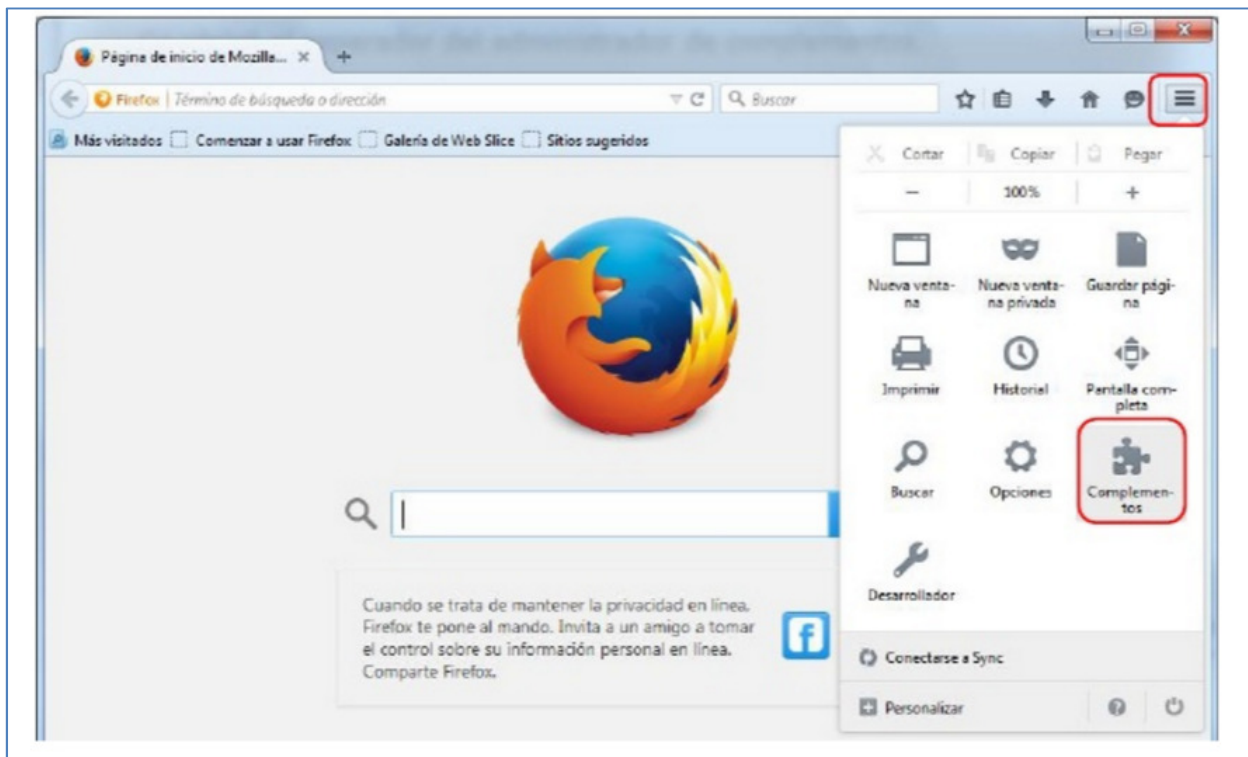 Página de inicio de Mozilla...
Firefox Término de búsqueda o dirección
Buscar
Más visitados Comenzar a usar Firefox Galería de Web Slice Sitios sugeridos
Cortar Copiar Pegar
− 100% +
Nueva venta-
na
Nueva venta-
na privada
Guardar pági-
na
Imprimir
Historial
Pantalla com-
pleta
Buscar
Opciones
Complemen-
tos
Desarrollador
Cuando se trata de mantener la privacidad en línea,
Firefox te pone al mando. Invita a un amigo a tomar
el control sobre su información personal en línea.
Comparte Firefox.
Conectarse a Sync
Personalizar